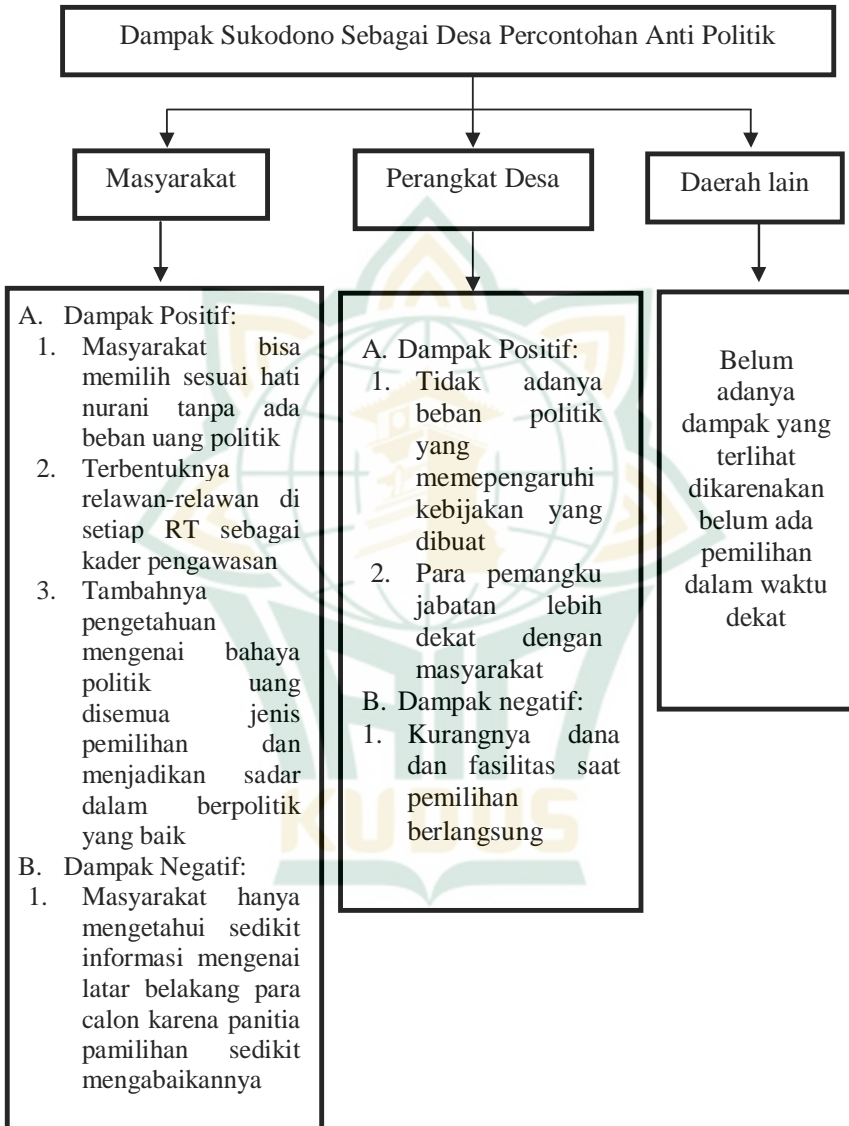 Dampak Sukodono Sebagai Desa Percontohan Anti Politik
Masyarakat
Perangkat Desa
Daerah lain
A. Dampak Positif:
1. Masyarakat bisa
memilih sesuai hati
nurani tanpa ada
beban uang politik
2. Terbentuknya
relawan-relawan di
setiap RT sebagai
kader pengawasan
3. Tambahnya
pengetahuan
mengenai bahaya
politik uang
disemua jenis
pemilihan dan
menjadikan sadar
dalam berpolitik
yang baik
B. Dampak Negatif:
1. Masyarakat hanya
mengetahui sedikit
informasi mengenai
latar belakang para
calon karena panitia
pamilihan sedikit
mengabaikannya
A. Dampak Positif:
1. Tidak adanya
beban politik
yang
memepengaruhi
kebijakan yang
dibuat
2. Para pemangku
jabatan lebih
dekat dengan
masyarakat
B. Dampak negatif:
1. Kurangnya dana
dan fasilitas saat
pemilihan
berlangsung
Belum
adanya
dampak yang
terlihat
dikarenakan
belum ada
pemilihan
dalam waktu
dekat
KUDUS